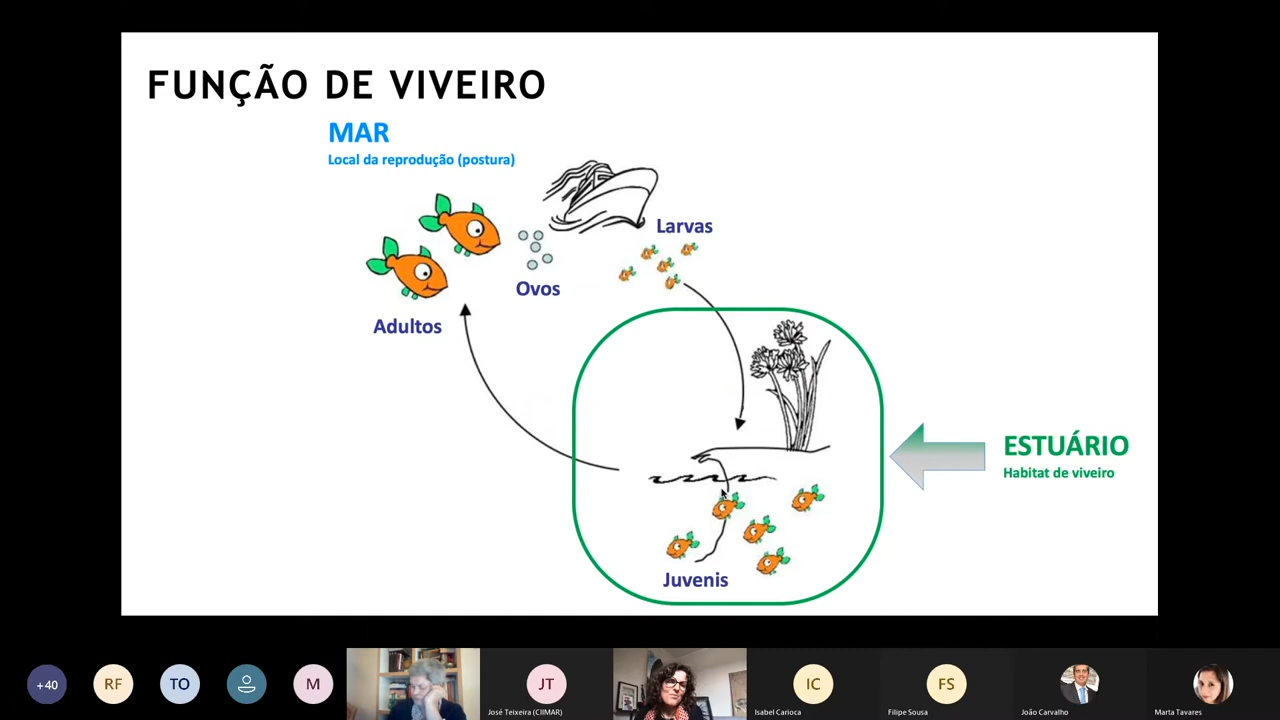 FUNÇÃO DE VIVEIRO
MAR
Local da reprodução (postura)
Larvas
Ovos
Adultos
ESTUÁRIO
Habitat de viveiro
Juvenis
+40
RF
TO
M
JT
José Teixeira (CIIMAR)
IC
Isabel Carioca
FS
Filipe Sousa
João Carvalho
Marta Tavares